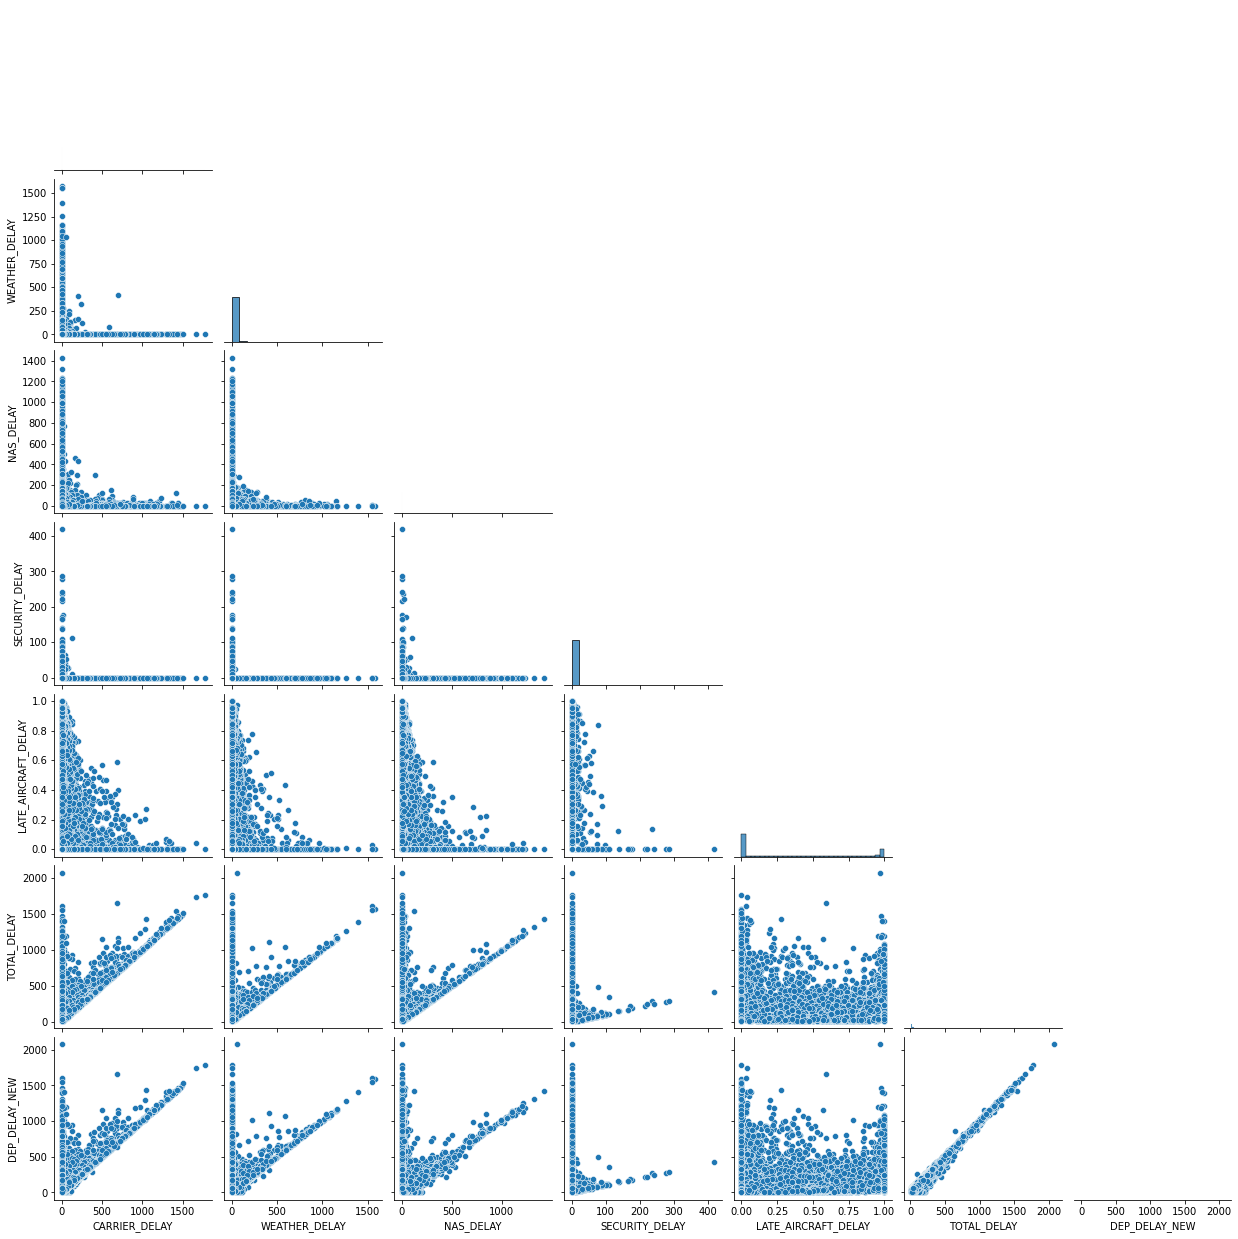 WEATHER_DELAY
1500
1250
1000
750
500
250
0
NAS_DELAY
1400
1200
1000
800
600
400
200
0
SECURITY_DELAY
400
300
200
100
0
LATE_AIRCRAFT_DELAY
1.0
0.8
0.6
0.4
0.2
0.0
TOTAL_DELAY
2000
1500
1000
500
0
DEP_DELAY_NEW
2000
1500
1000
500
0
0 500 1000 1500
0 500 1000 1500
0 500 1000
0 100 200 300 400
0.00 0.25 0.50 0.75 1.00
0 500 1000 1500 2000
0 500 1000 1500 2000
CARRIER_DELAY
WEATHER_DELAY
NAS_DELAY
SECURITY_DELAY
LATE_AIRCRAFT_DELAY
TOTAL_DELAY
DEP_DELAY_NEW